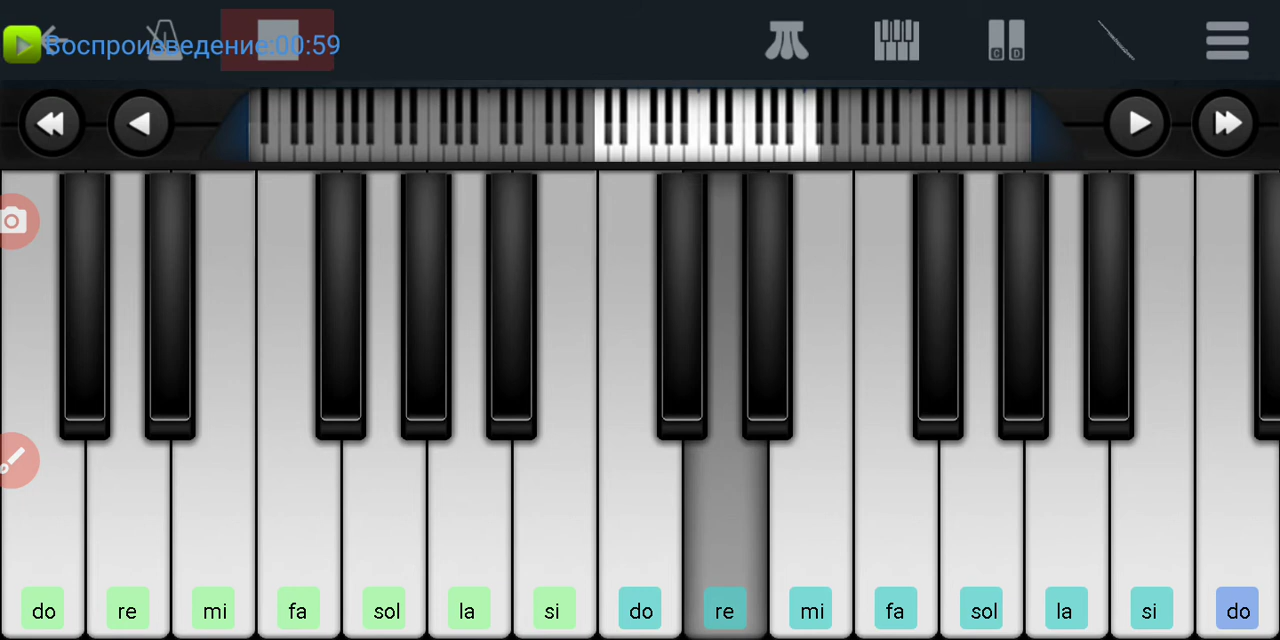 Воспроизведение:00:59
C D
do re mi fa sol la si do re mi fa sol la si do